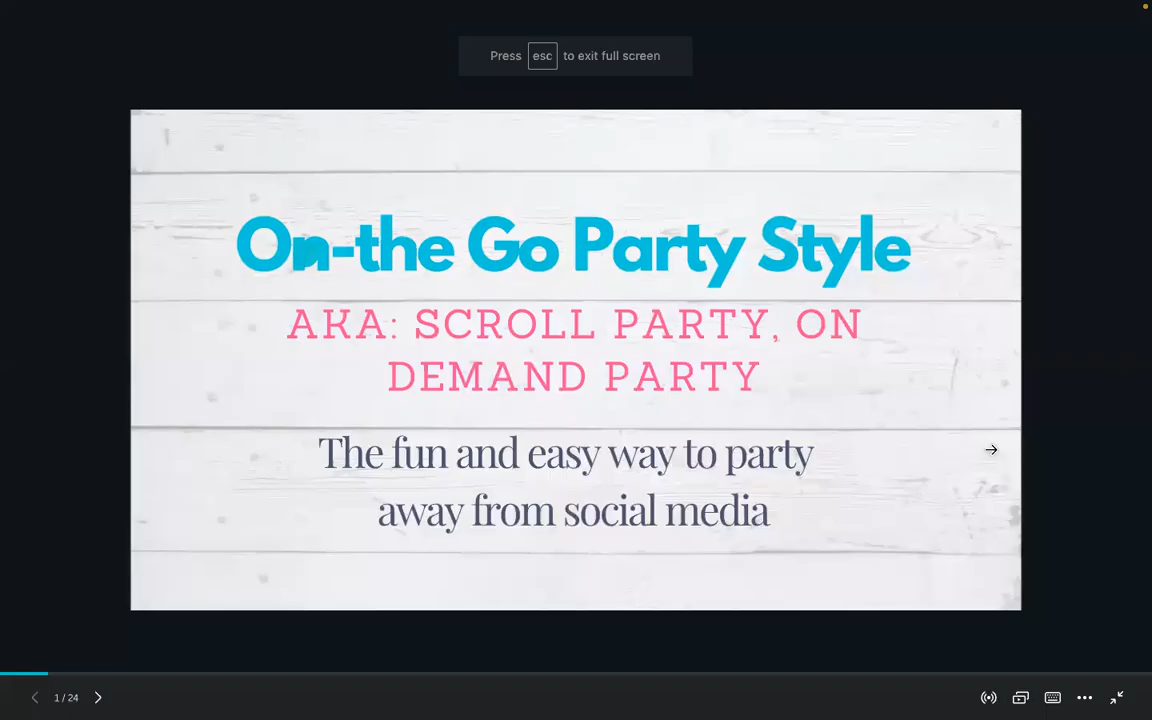 Press esc to exit full screen
On-the Go Party Style
AKA: SCROLL PARTY, ON
DEMAND PARTY
The fun and easy way to party
away from social media
1 / 24